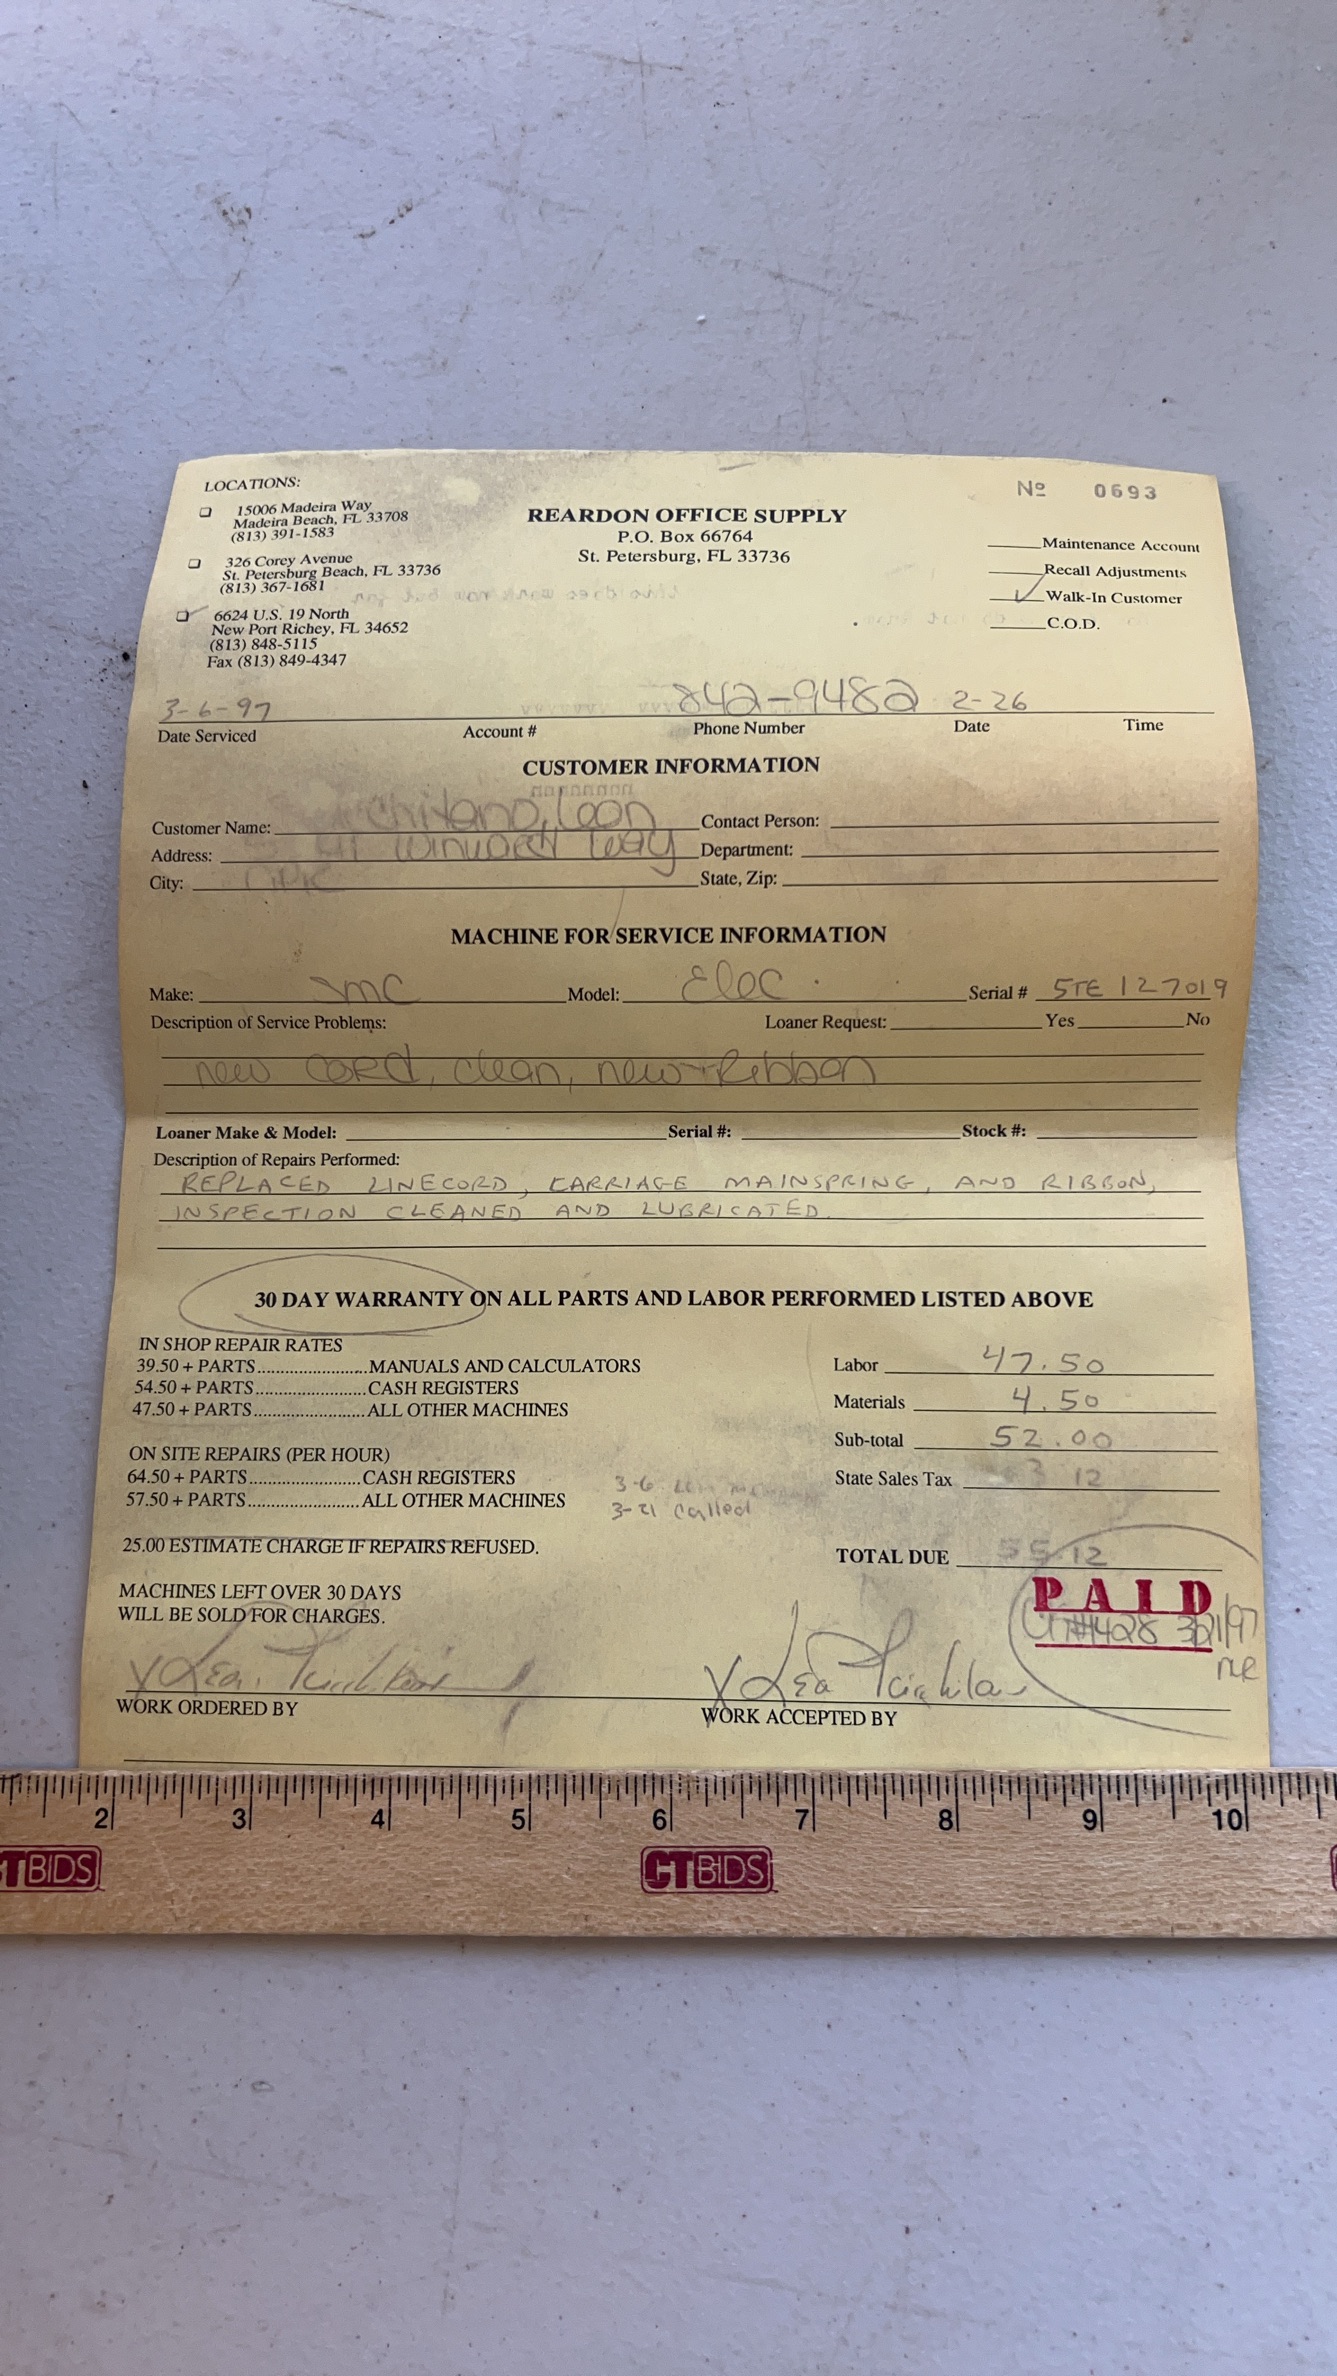 LOCATIONS:
15006 Madeira Way
Madeira Beach, FL 33708
(813) 391-1583
326 Corey Avenue
St. Petersburg Beach, FL 33736
(813) 367-1681
6624 U.S. 19 North
New Port Richey, FL 34652
(813) 848-5115
Fax (813) 849-4347
REARDON OFFICE SUPPLY
P.O. Box 66764
St. Petersburg, FL 33736
No 0693
Maintenance Account
Recall Adjustments
Walk-In Customer
C.O.D.
3-6-97 842-9482 2-26
Date Serviced Account # Phone Number Date Time
CUSTOMER INFORMATION
Customer Name: Contact Person:
Address: Way Department:
City: NPR State, Zip:
MACHINE FOR SERVICE INFORMATION
Make: SMC Model: Elec. Serial # 5TE 127019
Description of Service Problems: Loaner Request: Yes No
new cord, clean, new Ribbon
Loaner Make & Model: Serial #: Stock #:
Description of Repairs Performed:
REPLACED LINECORD, CARRIAGE MAINSPRING, AND RIBBON,
INSPECTION CLEANED AND LUBRICATED.
30 DAY WARRANTY ON ALL PARTS AND LABOR PERFORMED LISTED ABOVE
IN SHOP REPAIR RATES
39.50 + PARTS........................MANUALS AND CALCULATORS
54.50 + PARTS........................CASH REGISTERS
47.50 + PARTS........................ALL OTHER MACHINES
ON SITE REPAIRS (PER HOUR)
64.50 + PARTS........................CASH REGISTERS
57.50 + PARTS........................ALL OTHER MACHINES
3-6
3-21 called
25.00 ESTIMATE CHARGE IF REPAIRS REFUSED.
MACHINES LEFT OVER 30 DAYS
WILL BE SOLD FOR CHARGES.
Labor 47.50
Materials 4.50
Sub-total 52.00
State Sales Tax 3 12
TOTAL DUE 55.12
PAID
#1428 3/21/97
X X
WORK ORDERED BY WORK ACCEPTED BY
2 3 4 5 6 7 8 9 10
CTBIDS CTBIDS